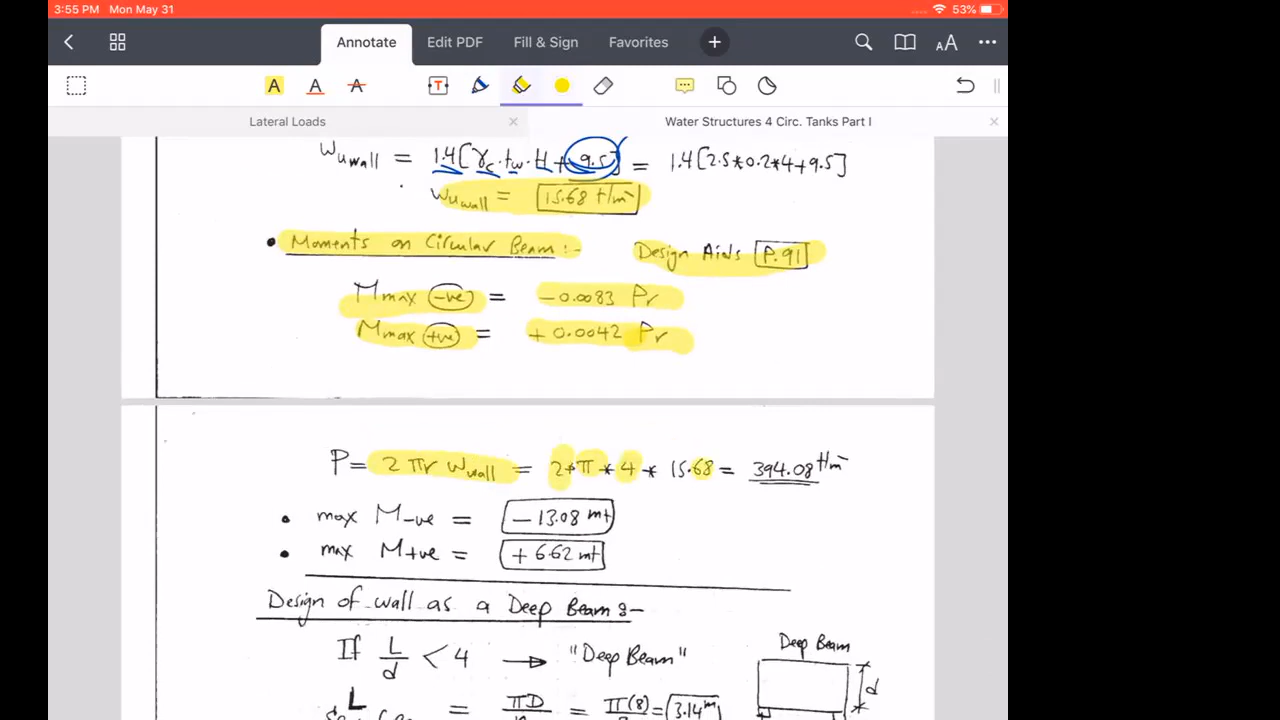 3:55 PM Mon May 31
53%
Annotate
Edit PDF
Fill & Sign
Favorites
A A A T
AA
Lateral Loads
Water Structures 4 Circ. Tanks Part I
Wu wall = 1.4[γc · tw · H + 9.5] = 1.4[2.5*0.2*4+9.5]
Wu wall = 15.68 t/m
• Moments on Circular Beam:- Design Aids P.91
Mmax -ve = -0.0083 Pr
Mmax +ve = +0.0042 Pr
P = 2πr Wuwall = 2*π*4*15.68 = 394.08 t/m
• max M-ve = -13.08 mt
• max M+ve = +6.62 mt
Design of wall as a Deep Beam:-
If L/d < 4 → "Deep Beam"
Deep Beam
d
L = πD = π(8) = 3.14m